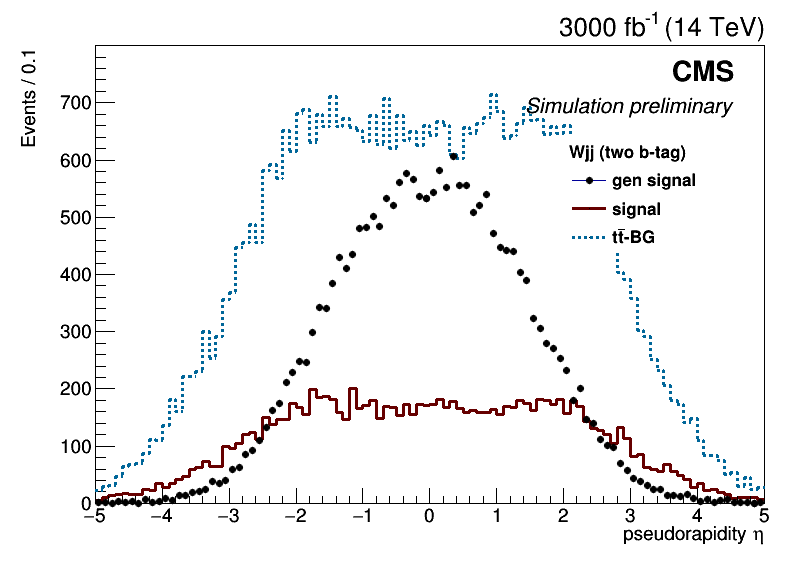 3000 fb⁻¹ (14 TeV)
Events / 0.1
CMS
Simulation preliminary
Wjj (two b-tag)
gen signal
signal
tt̄-BG
700
600
500
400
300
200
100
0
−5 −4 −3 −2 −1 0 1 2 3 4 5
pseudorapidity η